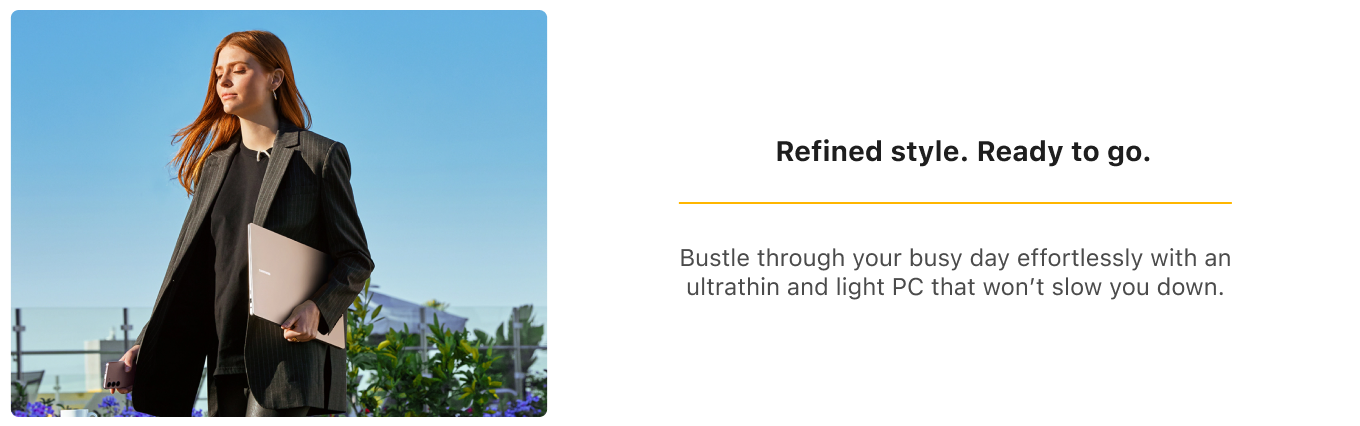 Refined style. Ready to go.
Bustle through your busy day effortlessly with an
ultrathin and light PC that won’t slow you down.